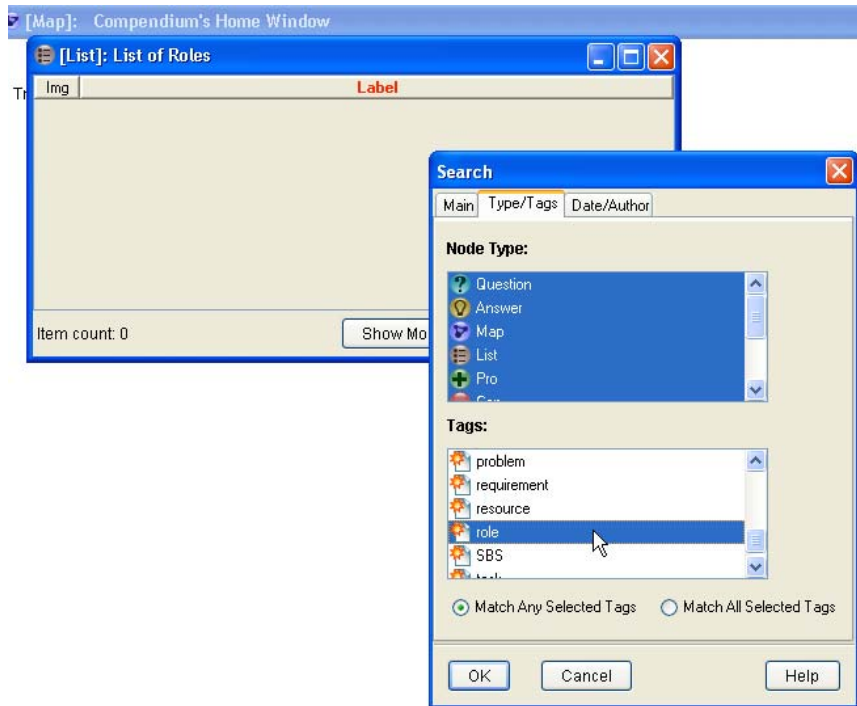 [Map]: Compendium's Home Window
[List]: List of Roles
Tr
Img Label
Item count: 0
Show Mo
Search
Main Type/Tags Date/Author
Node Type:
Question
Answer
Map
List
Pro
Tags:
problem
requirement
resource
role
SBS
Match Any Selected Tags Match All Selected Tags
OK Cancel Help